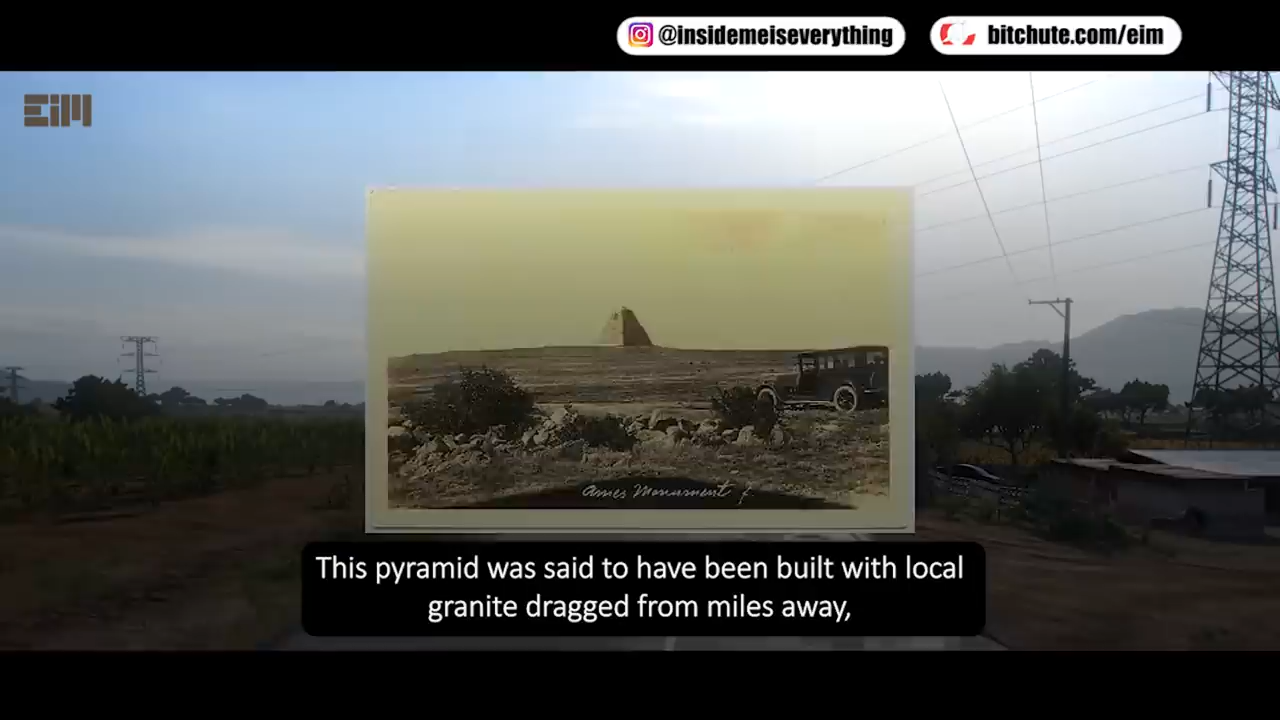 @insidemeiseverything
bitchute.com/eim
EiM
Ames Monument
This pyramid was said to have been built with local
granite dragged from miles away,